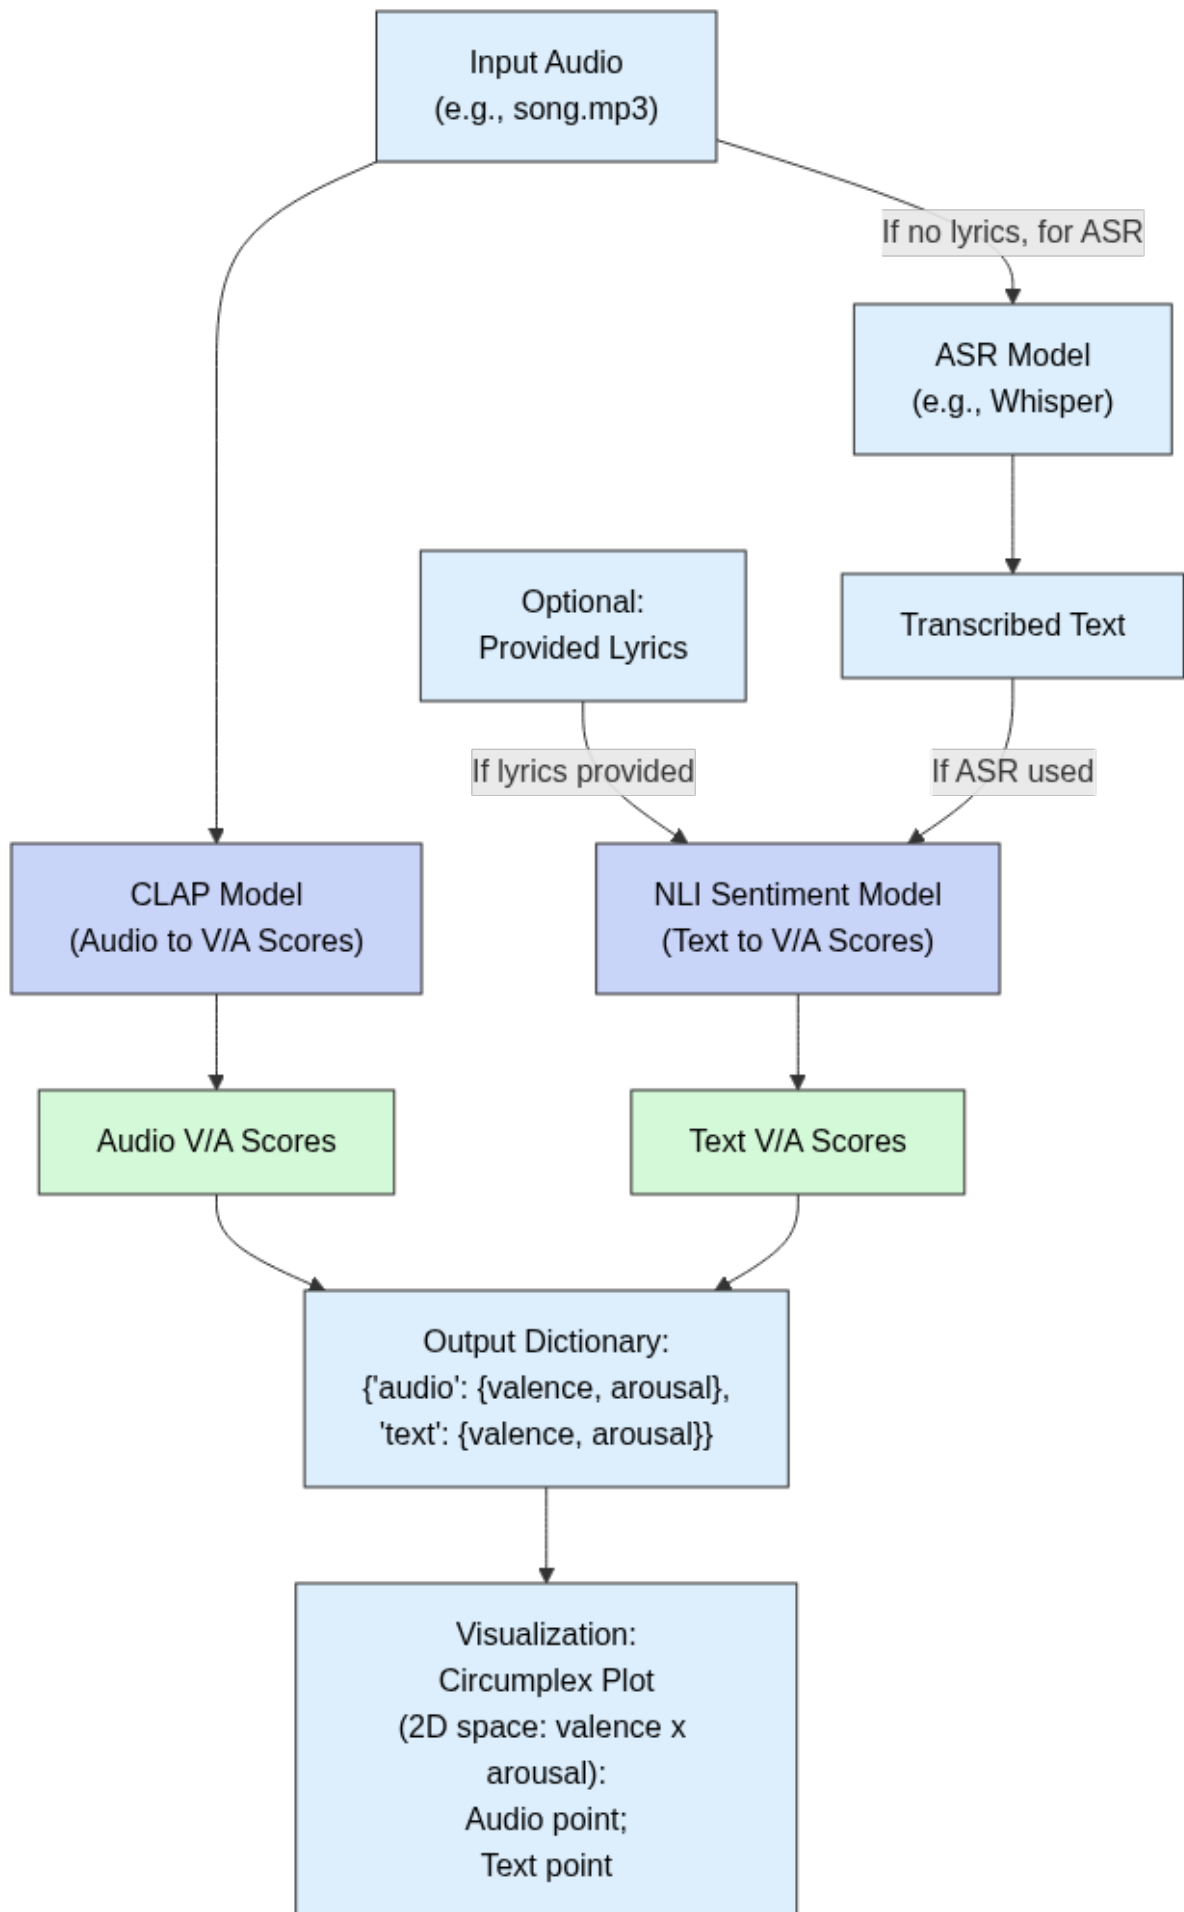 Input Audio
(e.g., song.mp3)
If no lyrics, for ASR
ASR Model
(e.g., Whisper)
Optional:
Provided Lyrics
Transcribed Text
If lyrics provided
If ASR used
CLAP Model
(Audio to V/A Scores)
NLI Sentiment Model
(Text to V/A Scores)
Audio V/A Scores
Text V/A Scores
Output Dictionary:
{'audio': {valence, arousal},
'text': {valence, arousal}}
Visualization:
Circumplex Plot
(2D space: valence x
arousal):
Audio point;
Text point